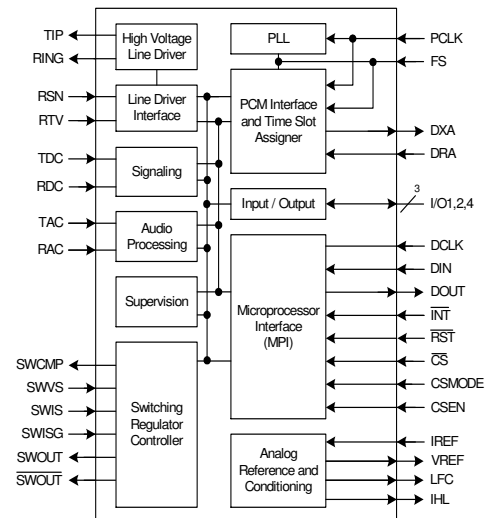 TIP
RING
High Voltage
Line Driver
PLL
PCLK
FS
RSN
RTV
Line Driver
Interface
PCM Interface
and Time Slot
Assigner
DXA
DRA
TDC
RDC
Signaling
Input / Output
3
I/O1,2,4
TAC
RAC
Audio
Processing
Supervision
Microprocessor
Interface
(MPI)
DCLK
DIN
DOUT
INT
RST
CS
CSMODE
CSEN
SWCMP
SWVS
SWIS
SWISG
SWOUT
SWOUT
Switching
Regulator
Controller
Analog
Reference and
Conditioning
IREF
VREF
LFC
IHL